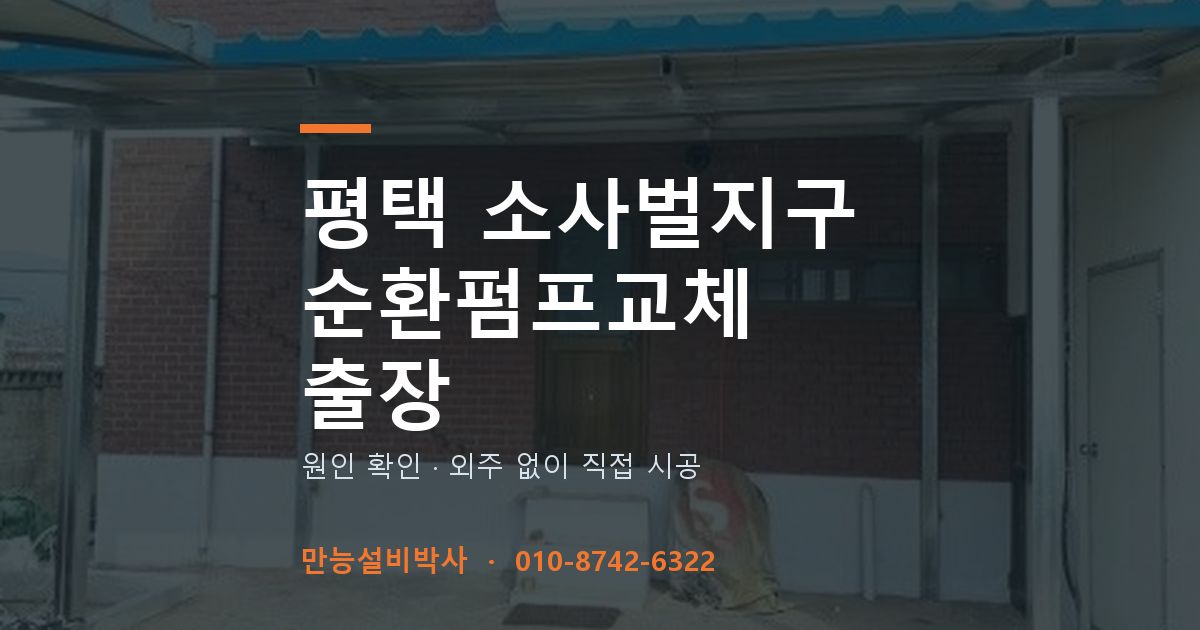 평택 소사벌지구
순환펌프교체
출장
원인 확인 · 외주 없이 직접 시공
만능설비박사 · 010-8742-6322
S